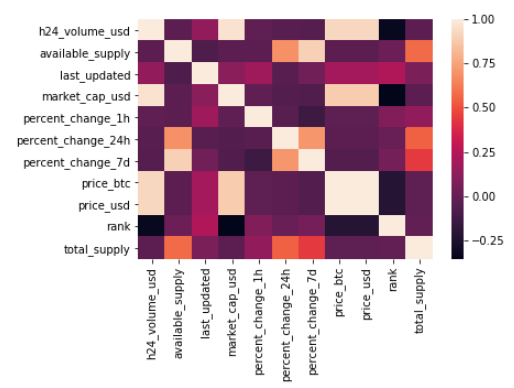 h24_volume_usd
available_supply
last_updated
market_cap_usd
percent_change_1h
percent_change_24h
percent_change_7d
price_btc
price_usd
rank
total_supply
h24_volume_usd
available_supply
last_updated
market_cap_usd
percent_change_1h
percent_change_24h
percent_change_7d
price_btc
price_usd
rank
total_supply
1.00
0.75
0.50
0.25
0.00
−0.25